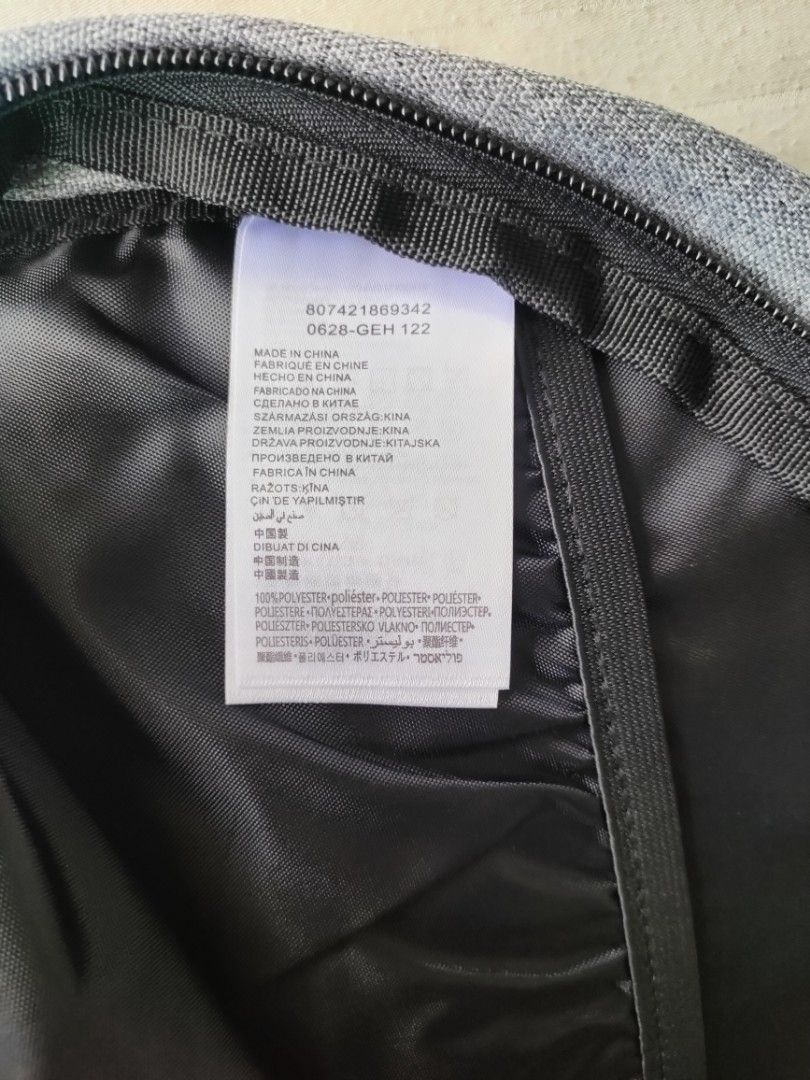 807421869342
0628-GEH 122
MADE IN CHINA
FABRIQUÉ EN CHINE
HECHO EN CHINA
FABRICADO NA CHINA
СДЕЛАНО В КИТАЕ
SZÁRMAZÁSI ORSZÁG:KINA
ZEMLJA PROIZVODNJE:KINA
DRŽAVA PROIZVODNJE:KITAJSKA
ПРОИЗВЕДЕНО В КИТАЙ
FABRICA ÎN CHINA
RAŽOTS:ĶĪNA
ÇİN'DE YAPILMIŞTIR
صنع في الصين
中国製
DIBUAT DI CINA
中国制造
中國製造
100%POLYESTER•poliéster• POLIESTER• POLIÉSTER•
POLIESTERE •ΠΟΛΥΕΣΤΕΡΑΣ•POLYESTERI•ПОЛИЭСТЕР•
POLIÉSZTER•POLIESTERSKO VLAKNO• ПОЛИЕСТЕР•
POLIESTERIS•POLÜESTER•بوليستر•聚酯纤维•
聚酯纖維•폴리에스터• ポリエステル• פוליאסטר